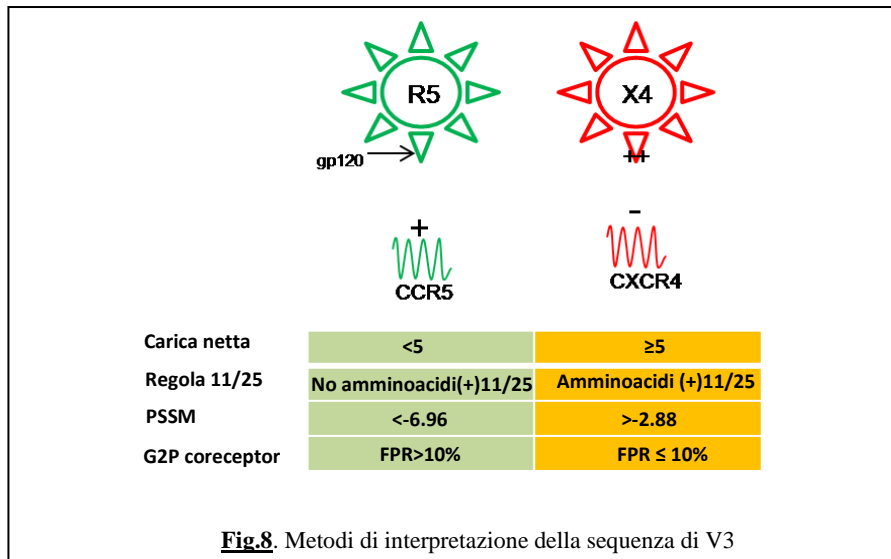 R5 X4
gp120
++
+ -
CCR5 CXCR4
Carica netta <5 ≥5
Regola 11/25 No amminoacidi(+)11/25 Amminoacidi (+)11/25
PSSM <-6.96 >-2.88
G2P coreceptor FPR>10% FPR ≤ 10%
Fig.8. Metodi di interpretazione della sequenza di V3